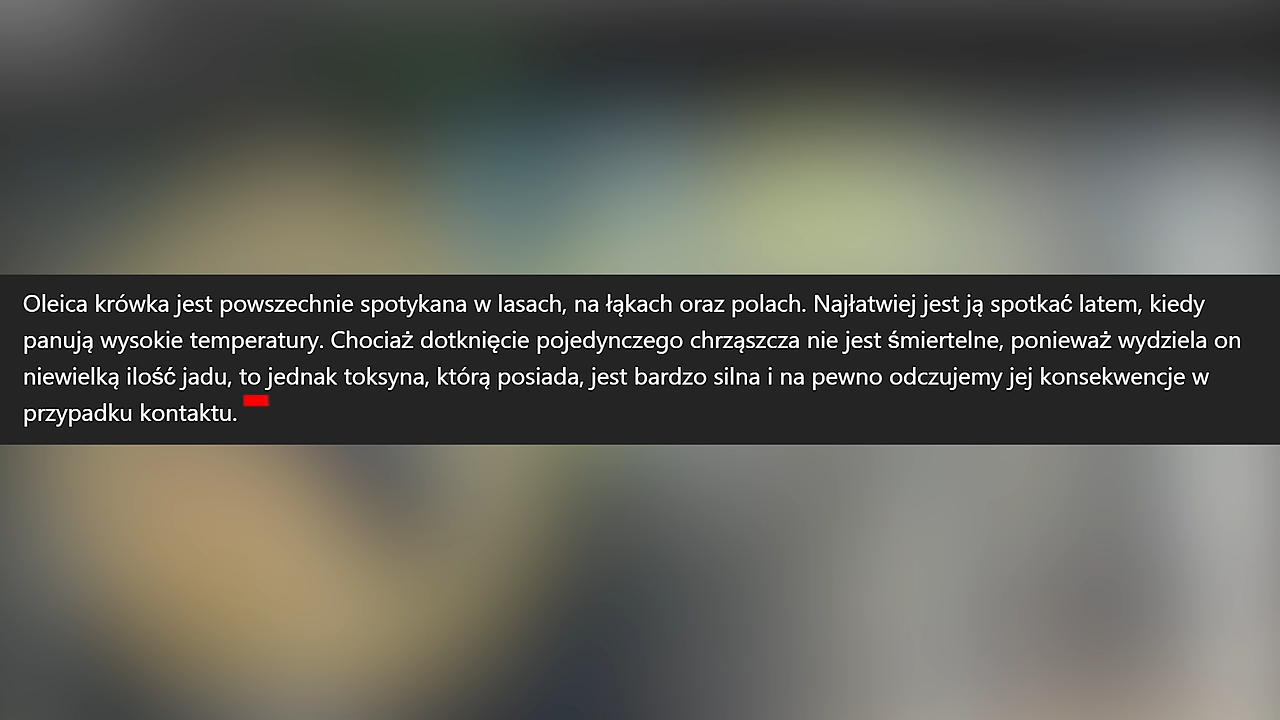 Oleica krówka jest powszechnie spotykana w lasach, na łąkach oraz polach. Najłatwiej jest ją spotkać latem, kiedy
panują wysokie temperatury. Chociaż dotknięcie pojedynczego chrząszcza nie jest śmiertelne, ponieważ wydziela on
niewielką ilość jadu, to jednak toksyna, którą posiada, jest bardzo silna i na pewno odczujemy jej konsekwencje w
przypadku kontaktu.